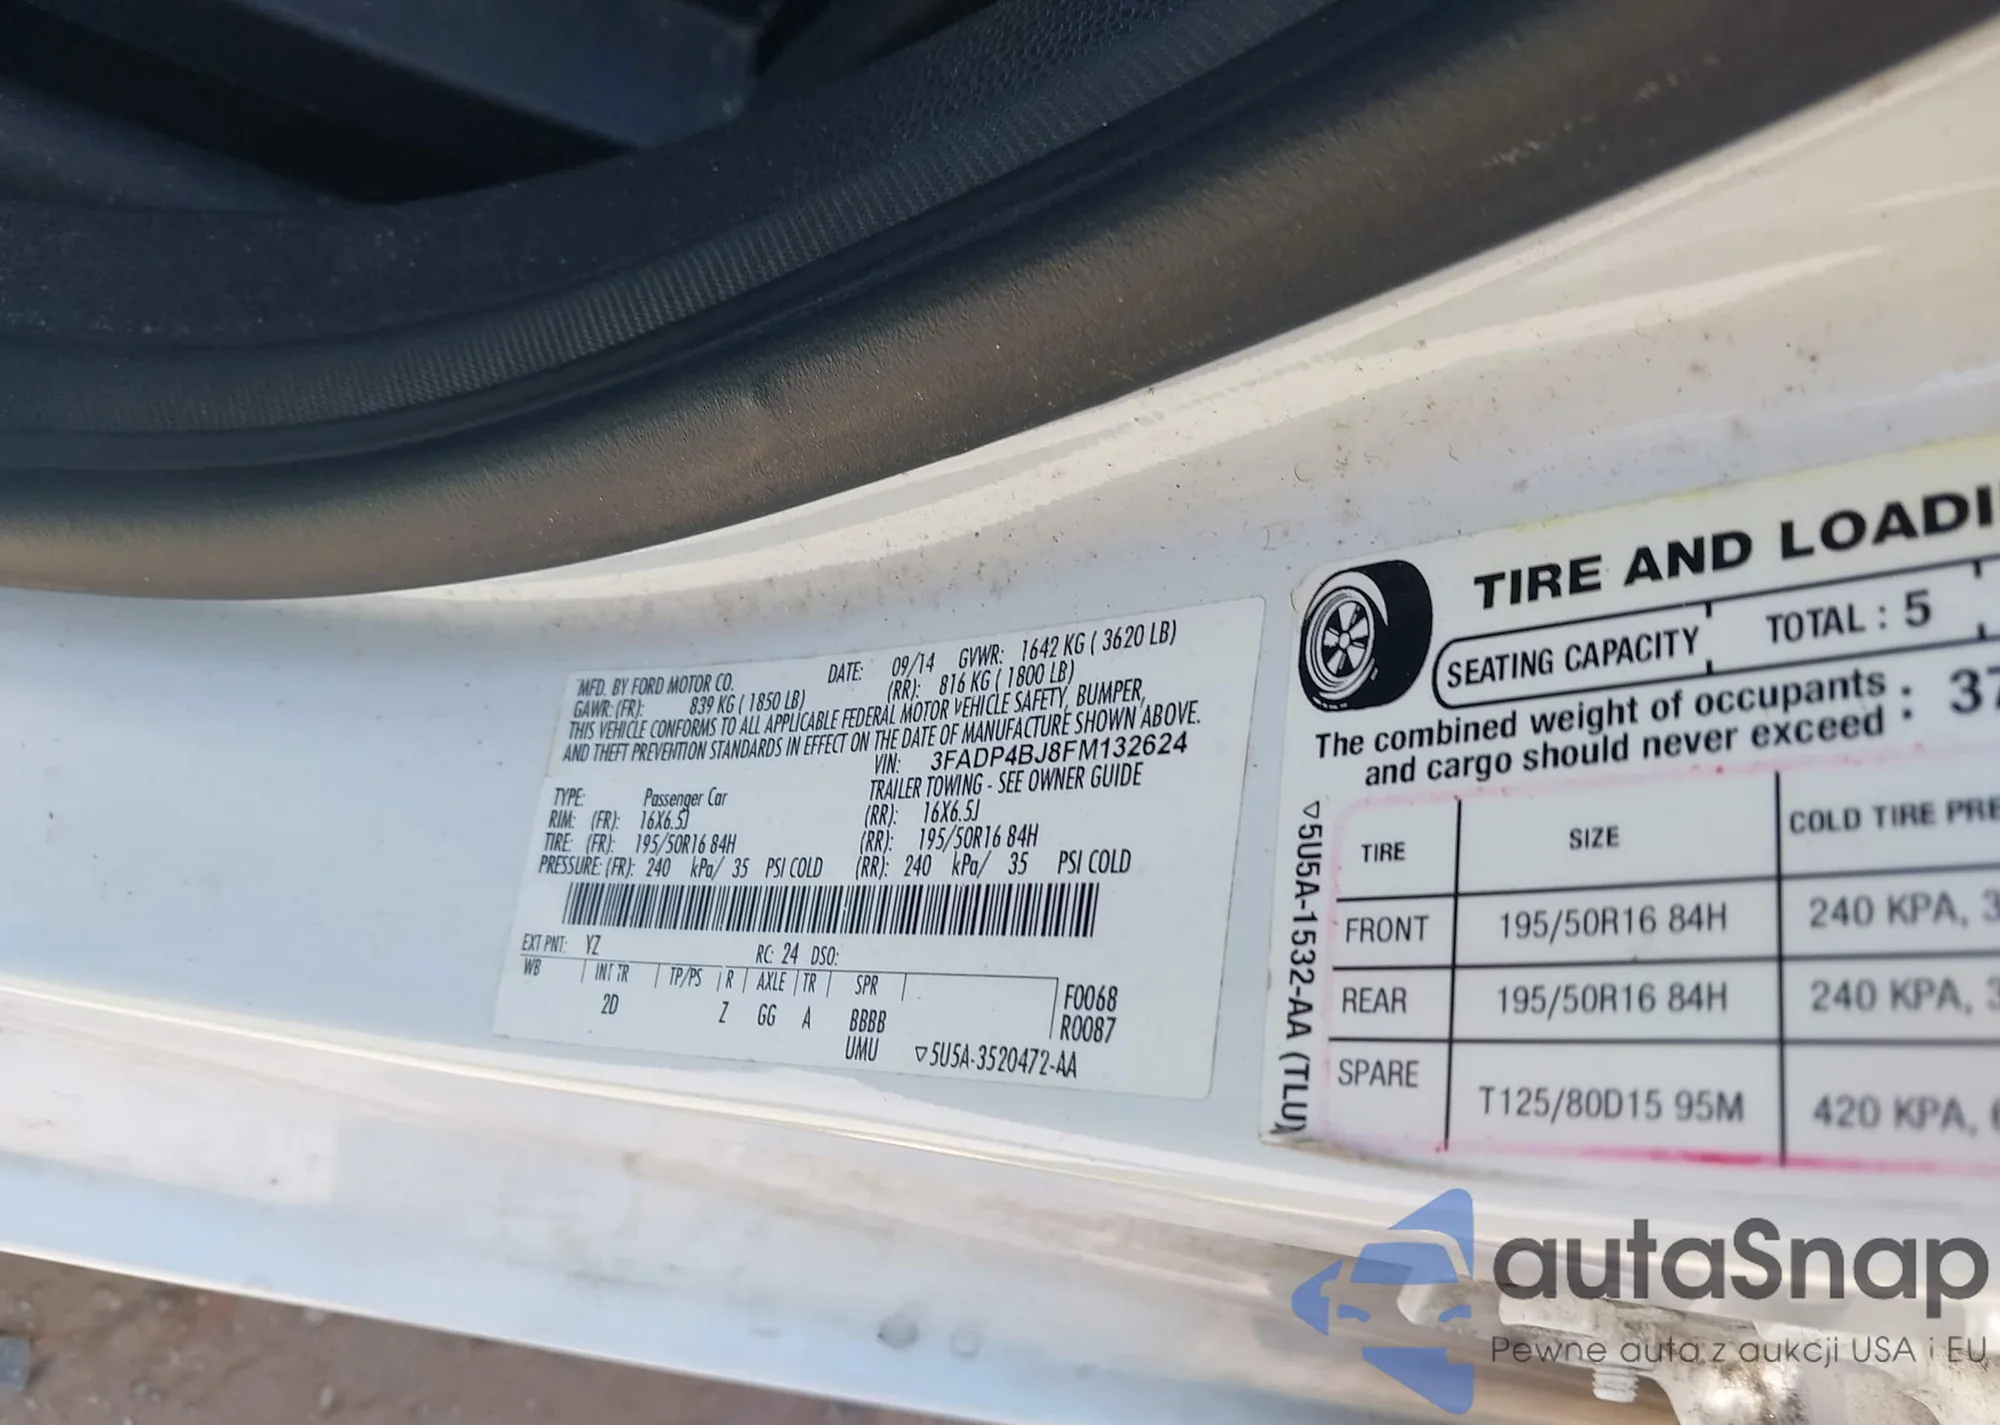 MFD. BY FORD MOTOR CO. DATE: 09/14 GVWR: 1642 KG ( 3620 LB)
GAWR:(FR): 839 KG ( 1850 LB) (RR): 816 KG ( 1800 LB)
THIS VEHICLE CONFORMS TO ALL APPLICABLE FEDERAL MOTOR VEHICLE SAFETY, BUMPER,
AND THEFT PREVENTION STANDARDS IN EFFECT ON THE DATE OF MANUFACTURE SHOWN ABOVE.
VIN: 3FADP4BJ8FM132624
TYPE: Passenger Car TRAILER TOWING - SEE OWNER GUIDE
RIM: (FR): 16X6.5J (RR): 16X6.5J
TIRE: (FR): 195/50R16 84H (RR): 195/50R16 84H
PRESSURE:(FR): 240 kPa/ 35 PSI COLD (RR): 240 kPa/ 35 PSI COLD
EXT PNT: YZ RC: 24 DSO:
WB INT TR TP/PS R AXLE TR SPR F0068
2D Z GG A BBBB R0087
UMU ▽5U5A-3520472-AA
TIRE AND LOADI
SEATING CAPACITY TOTAL : 5
The combined weight of occupants
and cargo should never exceed : 37
▽5U5A-1532-AA (TLU)
TIRE SIZE COLD TIRE PRE
FRONT 195/50R16 84H 240 KPA, 3
REAR 195/50R16 84H 240 KPA, 3
SPARE T125/80D15 95M 420 KPA, 6
autaSnap
Pewne auta z aukcji USA i EU